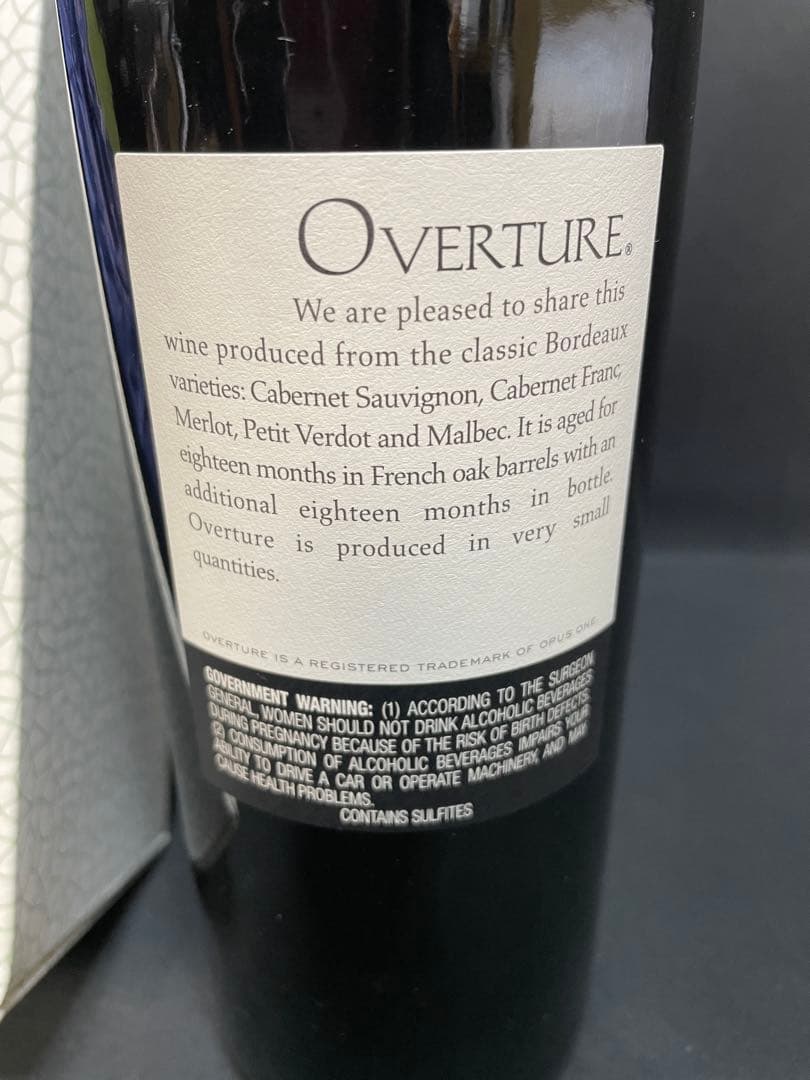 OVERTURE®
We are pleased to share this
wine produced from the classic Bordeaux
varieties: Cabernet Sauvignon, Cabernet Franc,
Merlot, Petit Verdot and Malbec. It is aged for
eighteen months in French oak barrels with an
additional eighteen months in bottle.
Overture is produced in very small
quantities.
OVERTURE IS A REGISTERED TRADEMARK OF OPUS ONE
GOVERNMENT WARNING: (1) ACCORDING TO THE SURGEON
GENERAL, WOMEN SHOULD NOT DRINK ALCOHOLIC BEVERAGES
DURING PREGNANCY BECAUSE OF THE RISK OF BIRTH DEFECTS.
(2) CONSUMPTION OF ALCOHOLIC BEVERAGES IMPAIRS YOUR
ABILITY TO DRIVE A CAR OR OPERATE MACHINERY, AND MAY
CAUSE HEALTH PROBLEMS.
CONTAINS SULFITES